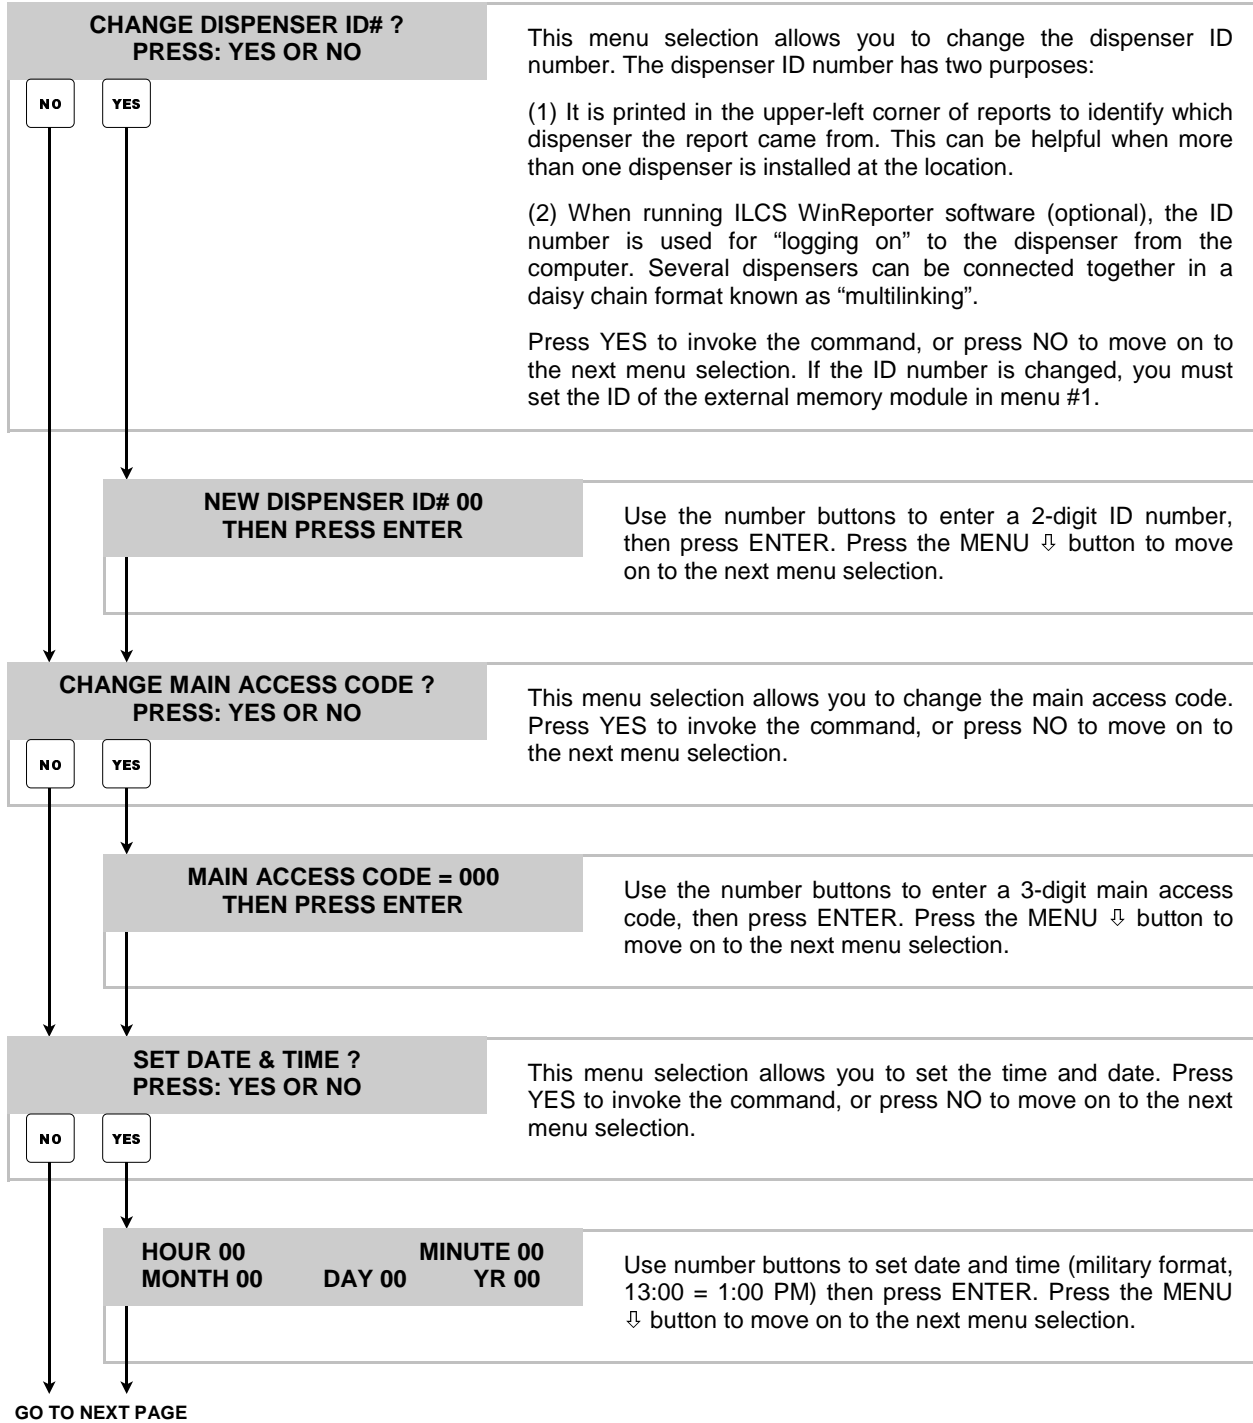 CHANGE DISPENSER ID# ?
PRESS: YES OR NO
NO YES
This menu selection allows you to change the dispenser ID
number. The dispenser ID number has two purposes:
(1) It is printed in the upper-left corner of reports to identify which
dispenser the report came from. This can be helpful when more
than one dispenser is installed at the location.
(2) When running ILCS WinReporter software (optional), the ID
number is used for “logging on” to the dispenser from the
computer. Several dispensers can be connected together in a
daisy chain format known as “multilinking”.
Press YES to invoke the command, or press NO to move on to
the next menu selection. If the ID number is changed, you must
set the ID of the external memory module in menu #1.
NEW DISPENSER ID# 00
THEN PRESS ENTER
Use the number buttons to enter a 2-digit ID number,
then press ENTER. Press the MENU ⇩ button to move
on to the next menu selection.
CHANGE MAIN ACCESS CODE ?
PRESS: YES OR NO
NO YES
This menu selection allows you to change the main access code.
Press YES to invoke the command, or press NO to move on to
the next menu selection.
MAIN ACCESS CODE = 000
THEN PRESS ENTER
Use the number buttons to enter a 3-digit main access
code, then press ENTER. Press the MENU ⇩ button to
move on to the next menu selection.
SET DATE & TIME ?
PRESS: YES OR NO
NO YES
This menu selection allows you to set the time and date. Press
YES to invoke the command, or press NO to move on to the next
menu selection.
HOUR 00 MINUTE 00
MONTH 00 DAY 00 YR 00
Use number buttons to set date and time (military format,
13:00 = 1:00 PM) then press ENTER. Press the MENU
⇩ button to move on to the next menu selection.
GO TO NEXT PAGE